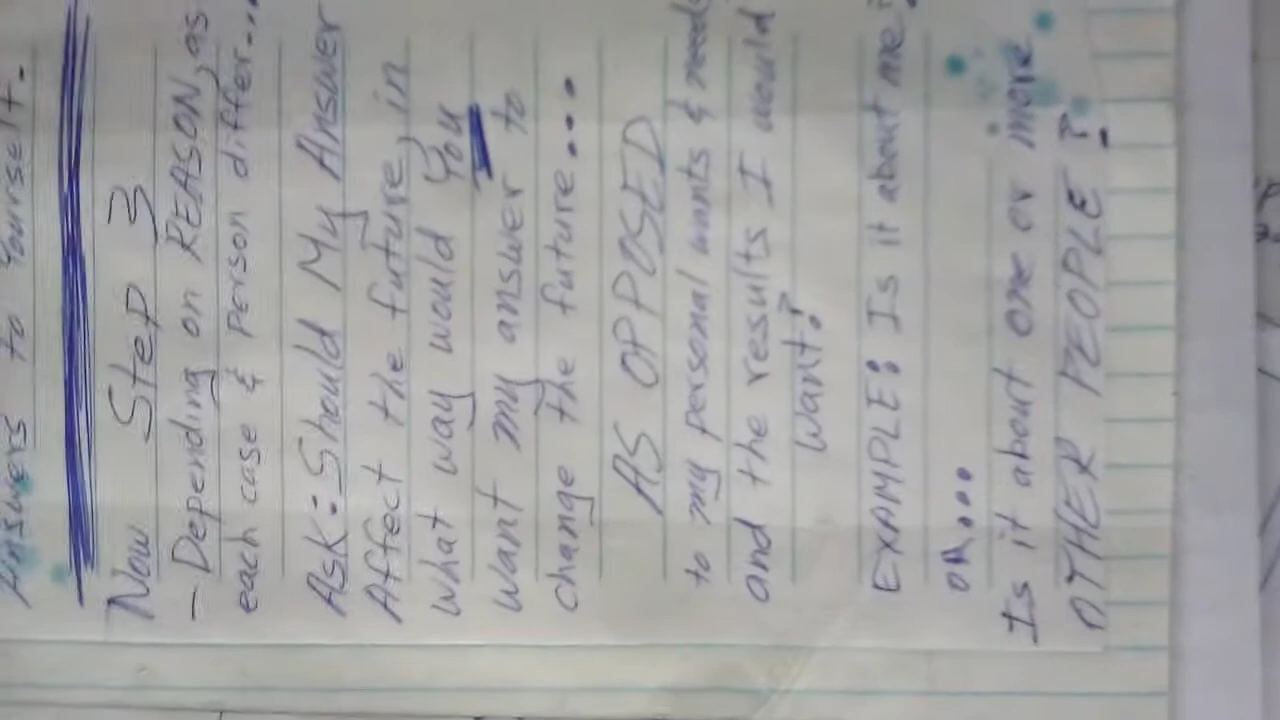 Answers to Yourself.
Now Step 3
- Depending on REASON, as
each case & person differ...
Ask: Should My Answer
Affect the future, in
what way would you
want my answer to
change the future...
AS OPPOSED
to my personal wants & needs
and the results I would
want?
EXAMPLE: Is it about me?
OR....
Is it about one or more
OTHER PEOPLE?